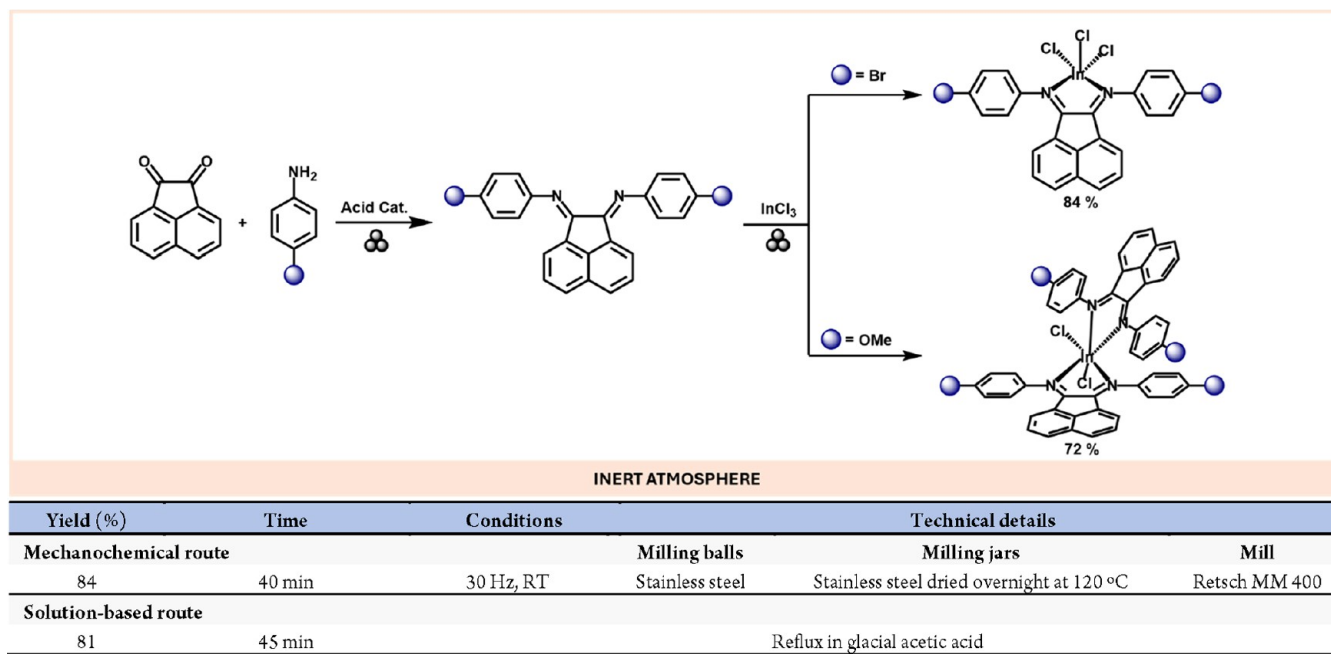 O O
NH₂
+
Acid Cat.
N N
InCl₃
= Br
Cl Cl Cl
In
N N
84 %
= OMe
N
N
Cl
In
Cl
N N
72 %
INERT ATMOSPHERE
Yield (%) Time Conditions Technical details
Mechanochemical route Milling balls Milling jars Mill
84 40 min 30 Hz, RT Stainless steel Stainless steel dried overnight at 120 ºC Retsch MM 400
Solution-based route
81 45 min Reflux in glacial acetic acid